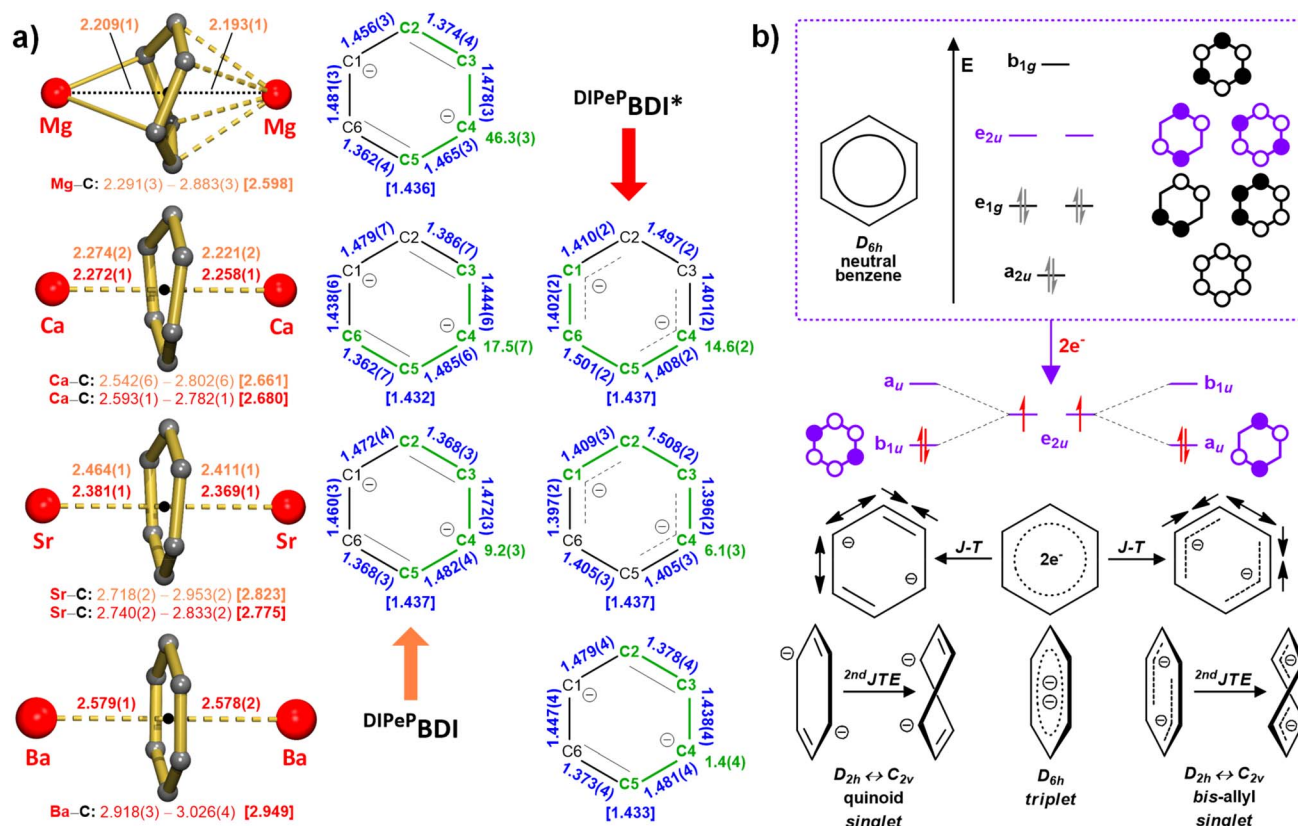 a)
2.209(1) 2.193(1)
Mg Mg
Mg–C: 2.291(3) – 2.883(3) [2.598]
2.274(2) 2.221(2)
2.272(1) 2.258(1)
Ca Ca
Ca–C: 2.542(6) – 2.802(6) [2.661]
Ca–C: 2.593(1) – 2.782(1) [2.680]
2.464(1) 2.411(1)
2.381(1) 2.369(1)
Sr Sr
Sr–C: 2.718(2) – 2.953(2) [2.823]
Sr–C: 2.740(2) – 2.833(2) [2.775]
2.579(1) 2.578(2)
Ba Ba
Ba–C: 2.918(3) – 3.026(4) [2.949]
1.456(3) C2 1.374(4)
C1 ⊖ C3
1.481(3) 1.478(3)
C6 ⊖ C4 46.3(3)
1.362(4) C5 1.465(3)
[1.436]
DIPePBDI*
1.479(7) C2 1.386(7)
C1 ⊖ C3
1.438(6) 1.444(6)
C6 ⊖ C4 17.5(7)
1.362(7) C5 1.485(6)
[1.432]
1.410(2) C2 1.497(2)
C1 ⊖ C3
1.402(2) 1.401(2)
C6 ⊖ C4 14.6(2)
1.501(2) C5 1.408(2)
[1.437]
1.472(4) C2 1.368(3)
C1 ⊖ C3
1.460(3) 1.472(3)
C6 ⊖ C4 9.2(3)
1.368(3) C5 1.482(4)
[1.437]
1.409(3) C2 1.508(2)
C1 ⊖ C3
1.397(2) 1.396(2)
C6 ⊖ C4 6.1(3)
1.405(3) C5 1.405(3)
[1.437]
DIPePBDI
1.479(4) C2 1.378(4)
C1 ⊖ C3
1.447(4) 1.438(4)
C6 ⊖ C4 1.4(4)
1.373(4) C5 1.481(4)
[1.433]
b)
E
b1g
e2u
e1g
a2u
D6h
neutral
benzene
2e-
au b1u
b1u e2u au
⊖ ⊖ J-T 2e- J-T ⊖ ⊖
⊖ ⊖ 2nd JTE ⊖ ⊖
⊖ ⊖
⊖ ⊖ 2nd JTE ⊖ ⊖
D2h ↔ C2v
quinoid
singlet
D6h
triplet
D2h ↔ C2v
bis-allyl
singlet